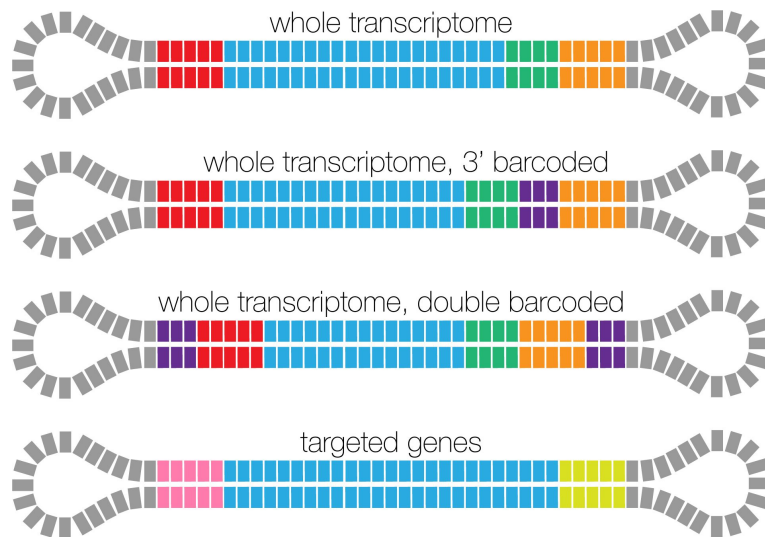 whole transcriptome
whole transcriptome, 3’ barcoded
whole transcriptome, double barcoded
targeted genes